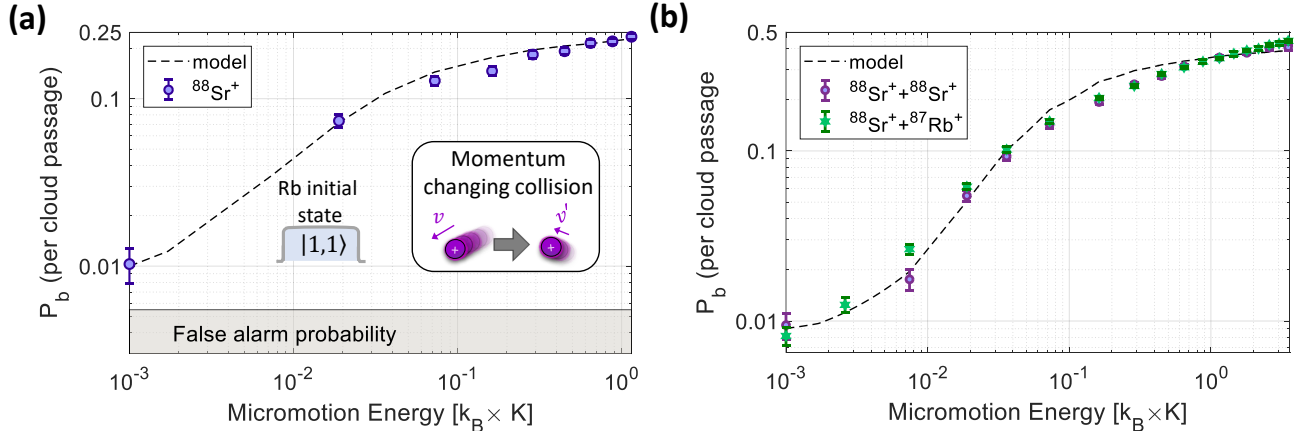 (a)
0.25
0.1
0.01
P_b (per cloud passage)
model
⁸⁸Sr⁺
Rb initial
state
|1,1⟩
Momentum
changing collision
v
v'
+
+
False alarm probability
10⁻³
10⁻²
10⁻¹
10⁰
Micromotion Energy [k_B× K]
(b)
0.5
0.1
0.01
P_b (per cloud passage)
model
⁸⁸Sr⁺+⁸⁸Sr⁺
⁸⁸Sr⁺+⁸⁷Rb⁺
10⁻³
10⁻²
10⁻¹
10⁰
Micromotion Energy [k_B×K]